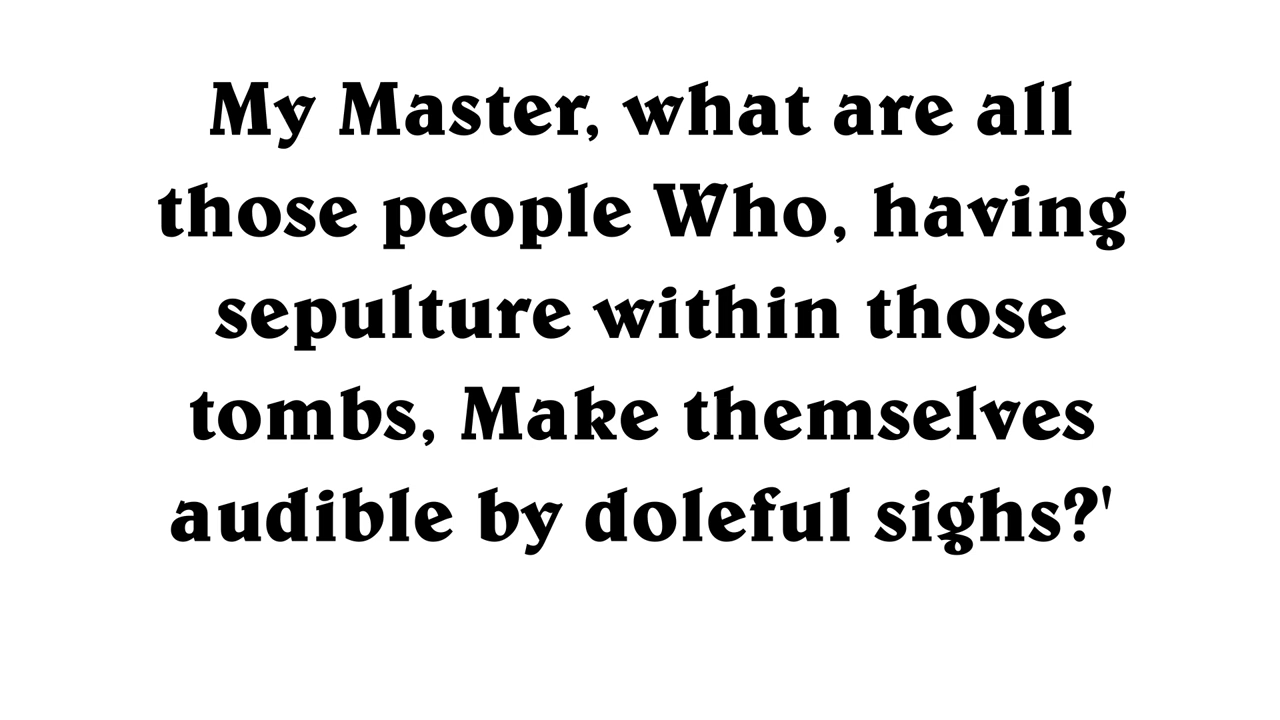 My Master, what are all
those people Who, having
sepulture within those
tombs, Make themselves
audible by doleful sighs?'